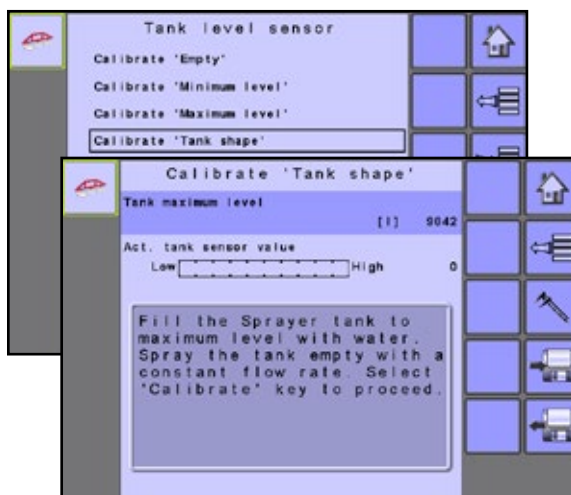 Tank level sensor
Calibrate 'Empty'
Calibrate 'Minimum level'
Calibrate 'Maximum level'
Calibrate 'Tank shape'
Calibrate 'Tank shape'
Tank maximum level
[l] 9042
Act. tank sensor value
Low High 0
Fill the Sprayer tank to
maximum level with water.
Spray the tank empty with a
constant flow rate. Select
"Calibrate" key to proceed.